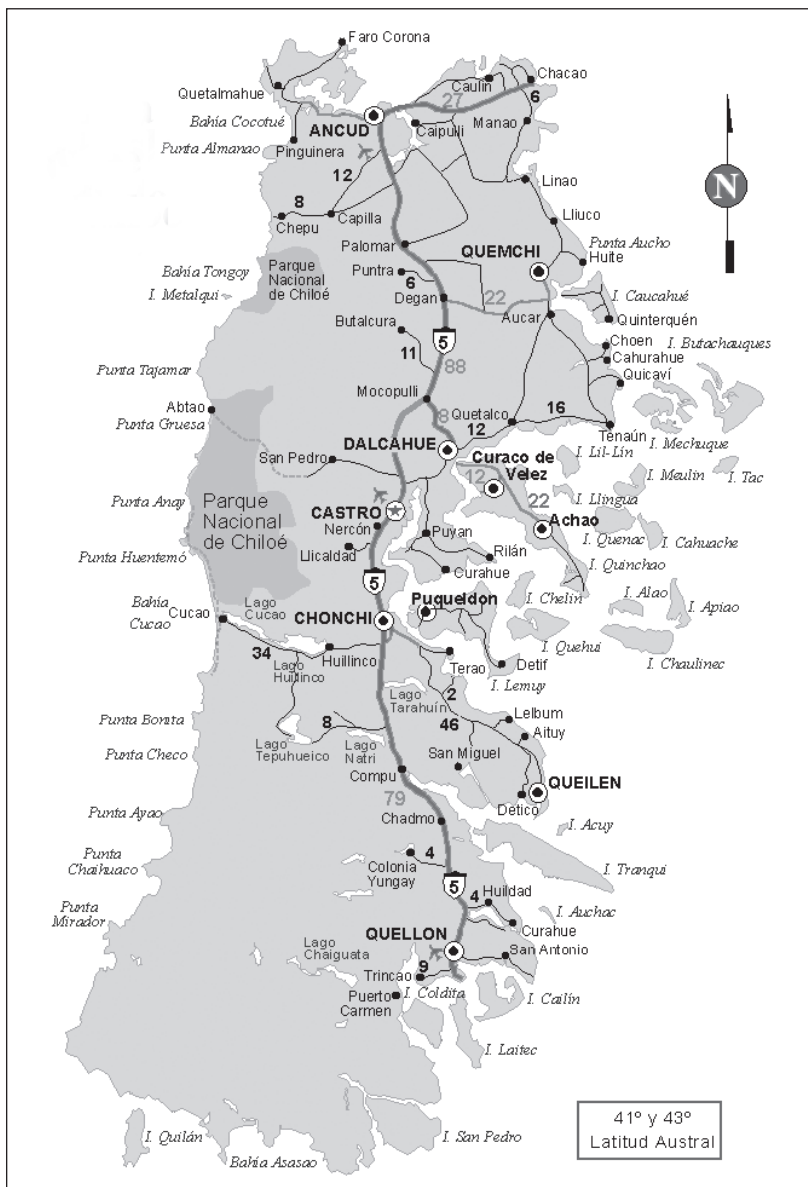 Faro Corona
Chacao
Caulin
Quetalmahue
27
6
Bahía Cocotué
ANCUD
Caipulli
Manao
Punta Almanao
Pinguinera
12
Linao
8
Chepu
Capilla
Lliuco
Palomar
QUEMCHI
Punta Aucho
Huite
Bahía Tongoy
Parque
Nacional
de Chiloé
Puntra
6
I. Metalqui
Degan
22
I. Caucahué
Butalcura
Aucar
Quinterquén
5
Choen
I. Butachauques
11
88
Cahurahue
Punta Tajamar
Quicaví
Mocopulli
Abtao
Punta Gruesa
8
Quetalco
16
12
Tenaún
I. Mechuque
DALCAHUE
San Pedro
Curaco de
Velez
I. Lil-Lín
I. Tac
12
I. Meulin
Punta Anay
Parque
Nacional
de Chiloé
22
I. Llingua
CASTRO
Achao
Nercón
Puyan
I. Quenac
I. Cahuache
Llicaldad
Rilán
Punta Huentemó
I. Quinchao
5
Curahue
I. Alao
Bahía
Cucao
Lago
Cucao
Puqueldon
I. Chelin
I. Apiao
Cucao
CHONCHI
I. Quehui
I. Chaulinec
34
Huillinco
Terao
Detif
Lago
Huillinco
I. Lemuy
2
Lago
Tarahuín
Punta Bonita
8
46
Lelbum
Aituy
Lago
Tepuhueico
Lago
Natri
San Miguel
Punta Checo
Compu
QUEILEN
79
Detico
Punta Ayao
Chadmo
I. Acuy
Punta
Chaihuaco
4
I. Tranqui
Colonia
Yungay
5
Huildad
4
I. Auchac
Punta
Mirador
Curahue
QUELLON
San Antonio
Lago
Chaiguata
9
Trincao
I. Coldita
I. Cailín
Puerto
Carmen
I. Laitec
I. Quilán
I. San Pedro
Bahía Asasao
N
41º y 43º
Latitud Austral